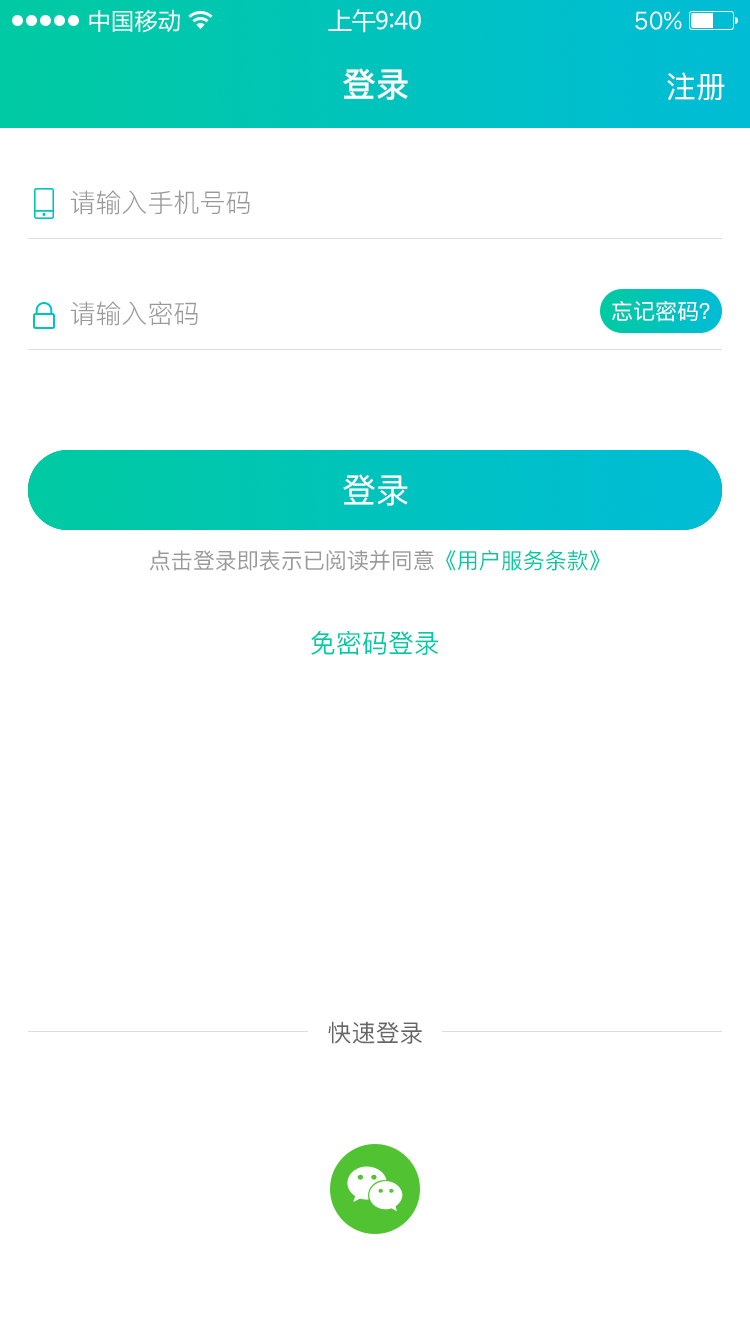 中国移动 上午9:40 50%
登录 注册
请输入手机号码
请输入密码 忘记密码?
登录
点击登录即表示已阅读并同意《用户服务条款》
免密码登录
快速登录